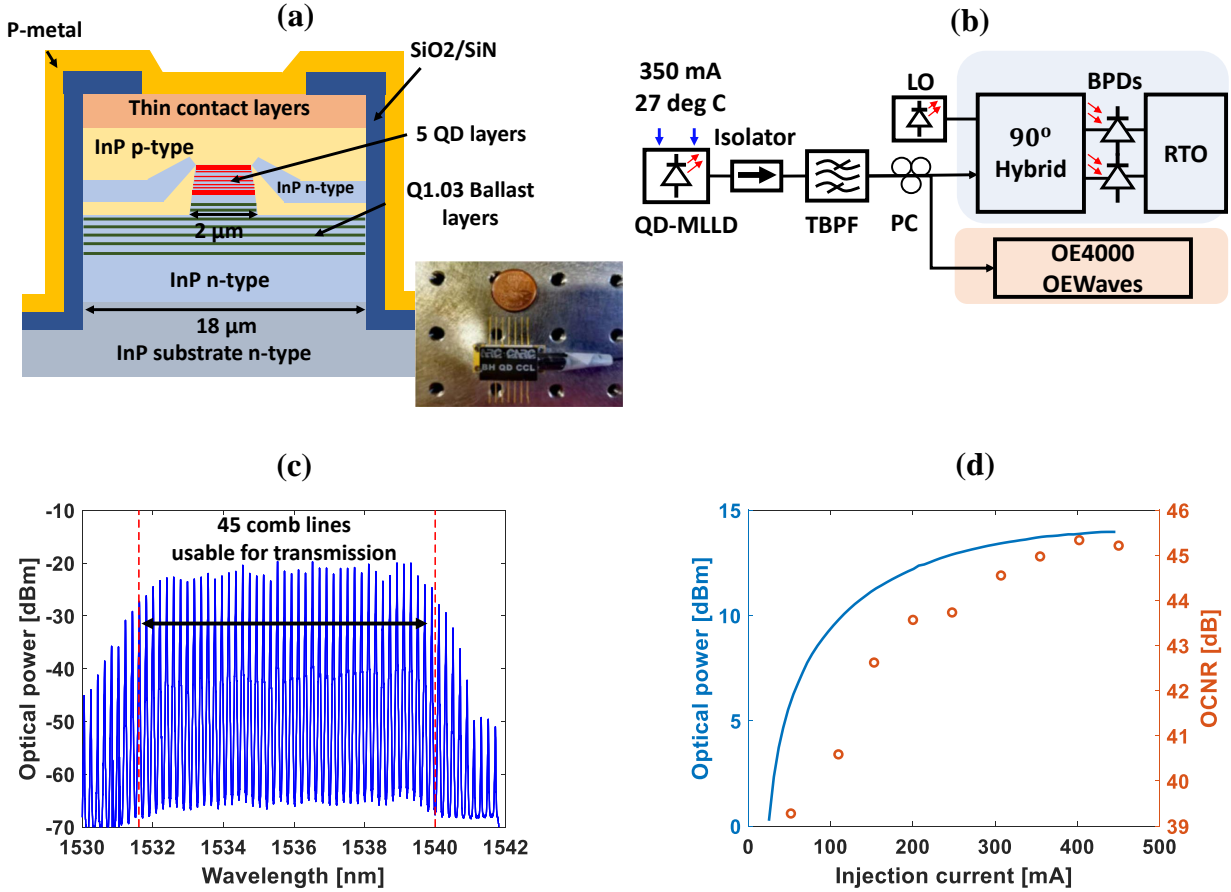 (a)
P-metal
SiO2/SiN
Thin contact layers
InP p-type
5 QD layers
InP n-type
Q1.03 Ballast
layers
2 µm
InP n-type
18 µm
InP substrate n-type
BH QD CCL
(b)
350 mA
27 deg C
Isolator
QD-MLLD
TBPF
PC
LO
90º
Hybrid
BPDs
RTO
OE4000
OEWaves
(c)
45 comb lines
usable for transmission
Optical power [dBm]
-10
-20
-30
-40
-50
-60
-70
1530
1532
1534
1536
1538
1540
1542
Wavelength [nm]
(d)
Optical power [dBm]
15
10
5
0
0
100
200
300
400
500
Injection current [mA]
46
45
44
43
42
41
40
39
OCNR [dB]